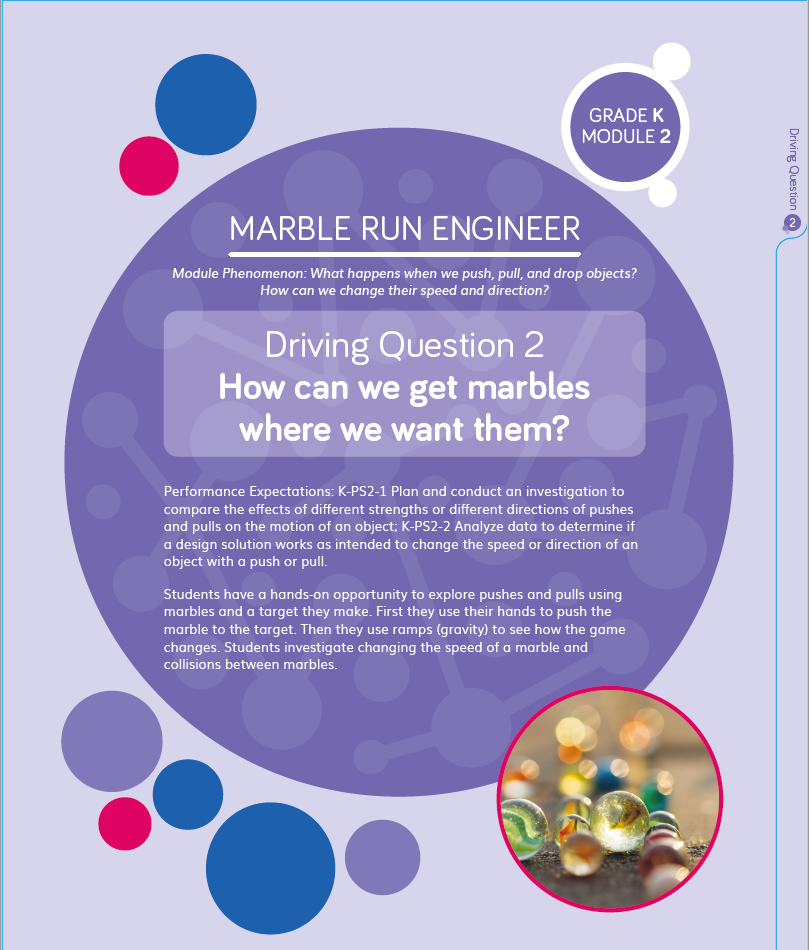 GRADE K
MODULE 2
Driving Question
2
MARBLE RUN ENGINEER
Module Phenomenon: What happens when we push, pull, and drop objects?
How can we change their speed and direction?
Driving Question 2
How can we get marbles
where we want them?
Performance Expectations: K-PS2-1 Plan and conduct an investigation to
compare the effects of different strengths or different directions of pushes
and pulls on the motion of an object; K-PS2-2 Analyze data to determine if
a design solution works as intended to change the speed or direction of an
object with a push or pull.
Students have a hands-on opportunity to explore pushes and pulls using
marbles and a target they make. First they use their hands to push the
marble to the target. Then they use ramps (gravity) to see how the game
changes. Students investigate changing the speed of a marble and
collisions between marbles.